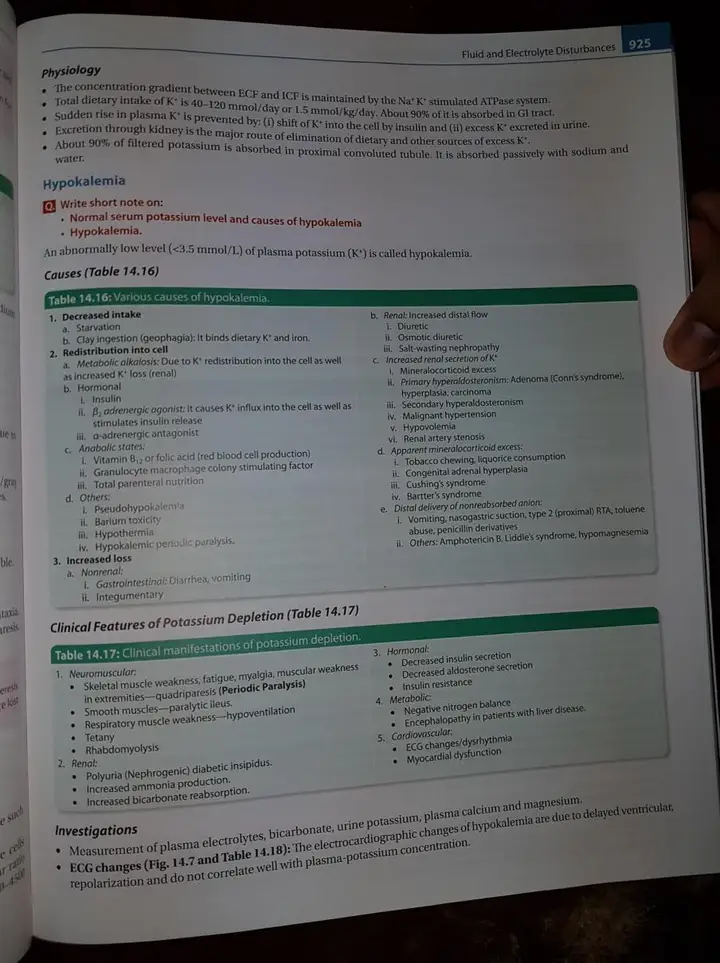 Fluid and Electrolyte Disturbances 925
Physiology
• The concentration gradient between ECF and ICF is maintained by the Na⁺ K⁺ stimulated ATPase system.
• Total dietary intake of K⁺ is 40–120 mmol/day or 1.5 mmol/kg/day. About 90% of it is absorbed in GI tract.
• Sudden rise in plasma K⁺ is prevented by: (i) shift of K⁺ into the cell by insulin and (ii) excess K⁺ excreted in urine.
• Excretion through kidney is the major route of elimination of dietary and other sources of excess K⁺.
• About 90% of filtered potassium is absorbed in proximal convoluted tubule. It is absorbed passively with sodium and
water.
Hypokalemia
Q. Write short note on:
• Normal serum potassium level and causes of hypokalemia
• Hypokalemia.
An abnormally low level (<3.5 mmol/L) of plasma potassium (K⁺) is called hypokalemia.
Causes (Table 14.16)
Table 14.16: Various causes of hypokalemia.
1. Decreased intake
a. Starvation
b. Clay ingestion (geophagia): It binds dietary K⁺ and iron.
2. Redistribution into cell
a. Metabolic alkalosis: Due to K⁺ redistribution into the cell as well
as increased K⁺ loss (renal)
b. Hormonal
i. Insulin
ii. β₂ adrenergic agonist: it causes K⁺ influx into the cell as well as
stimulates insulin release
iii. α-adrenergic antagonist
c. Anabolic states:
i. Vitamin B₁₂ or folic acid (red blood cell production)
ii. Granulocyte macrophage colony stimulating factor
iii. Total parenteral nutrition
d. Others:
i. Pseudohypokalemia
ii. Barium toxicity
iii. Hypothermia
iv. Hypokalemic periodic paralysis.
3. Increased loss
a. Nonrenal:
i. Gastrointestinal: Diarrhea, vomiting
ii. Integumentary
b. Renal: Increased distal flow
i. Diuretic
ii. Osmotic diuretic
iii. Salt-wasting nephropathy
c. Increased renal secretion of K⁺
i. Mineralocorticoid excess
ii. Primary hyperaldosteronism: Adenoma (Conn's syndrome),
hyperplasia, carcinoma
iii. Secondary hyperaldosteronism
iv. Malignant hypertension
v. Hypovolemia
vi. Renal artery stenosis
d. Apparent mineralocorticoid excess:
i. Tobacco chewing, liquorice consumption
ii. Congenital adrenal hyperplasia
iii. Cushing's syndrome
iv. Bartter's syndrome
e. Distal delivery of nonreabsorbed anion:
i. Vomiting, nasogastric suction, type 2 (proximal) RTA, toluene
abuse, penicillin derivatives
ii. Others: Amphotericin B, Liddle's syndrome, hypomagnesemia
Clinical Features of Potassium Depletion (Table 14.17)
Table 14.17: Clinical manifestations of potassium depletion.
1. Neuromuscular:
• Skeletal muscle weakness, fatigue, myalgia, muscular weakness
in extremities—quadriparesis (Periodic Paralysis)
• Smooth muscles—paralytic ileus.
• Respiratory muscle weakness—hypoventilation
• Tetany
• Rhabdomyolysis
2. Renal:
• Polyuria (Nephrogenic) diabetic insipidus.
• Increased ammonia production.
• Increased bicarbonate reabsorption.
3. Hormonal:
• Decreased insulin secretion
• Decreased aldosterone secretion
• Insulin resistance
4. Metabolic:
• Negative nitrogen balance
• Encephalopathy in patients with liver disease.
5. Cardiovascular:
• ECG changes/dysrhythmia
• Myocardial dysfunction
Investigations
• Measurement of plasma electrolytes, bicarbonate, urine potassium, plasma calcium and magnesium.
• ECG changes (Fig. 14.7 and Table 14.18): The electrocardiographic changes of hypokalemia are due to delayed ventricular,
repolarization and do not correlate well with plasma-potassium concentration.